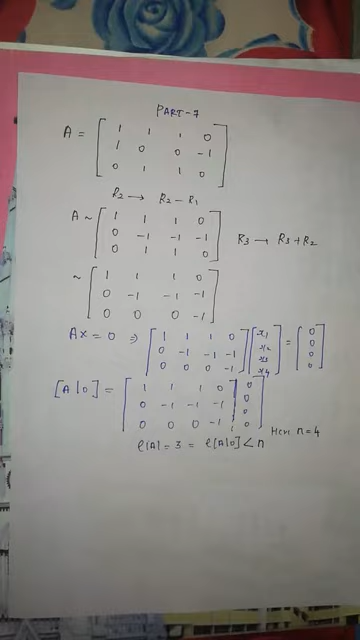 PART-7
A = [ 1 1 1 0
1 0 0 -1
0 1 1 0 ]
R2 → R2 - R1
A ~ [ 1 1 1 0
0 -1 -1 -1 R3 → R3 + R2
0 1 1 0 ]
~ [ 1 1 1 0
0 -1 -1 -1
0 0 0 -1 ]
AX = 0 ⇒ [ 1 1 1 0 [ x1 [ 0
0 -1 -1 -1 x2 = 0
0 0 0 -1 ] x3 0
x4 ] 0 ]
[A|0] = [ 1 1 1 0 | 0
0 -1 -1 -1 | 0
0 0 0 -1 | 0 ] Here n=4
ρ(A) = 3 = ρ[A|0] < n